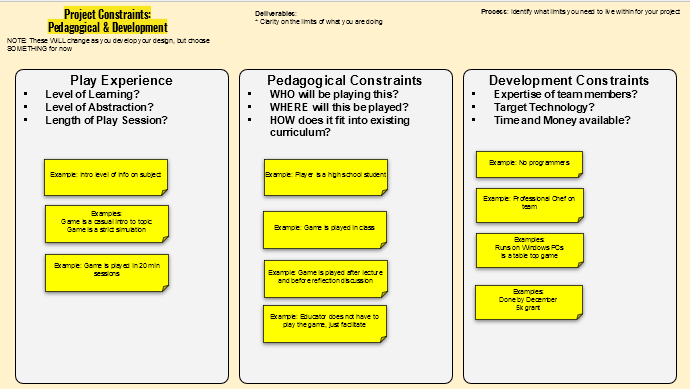 Project Constraints:
Pedagogical & Development
NOTE: These WILL change as you develop your design, but choose
SOMETHING for now
Deliverables:
* Clarity on the limits of what you are doing
Process: Identify what limits you need to live within for your project
Play Experience
▪ Level of Learning?
▪ Level of Abstraction?
▪ Length of Play Session?
Example: Intro level of info on subject
Examples:
Game is a casual intro to topic
Game is a strict simulation
Example: Game is played in 20 min
sessions
Pedagogical Constraints
▪ WHO will be playing this?
▪ WHERE will this be played?
▪ HOW does it fit into existing
curriculum?
Example: Player is a high school student
Example: Game is played in class
Example: Game is played after lecture
and before reflection discussion
Example: Educator does not have to
play the game, just facilitate
Development Constraints
▪ Expertise of team members?
▪ Target Technology?
▪ Time and Money available?
Example: No programmers
Example: Professional Chef on
team
Examples:
Runs on Windows PCs
Is a table top game
Examples:
Done by December
5k grant